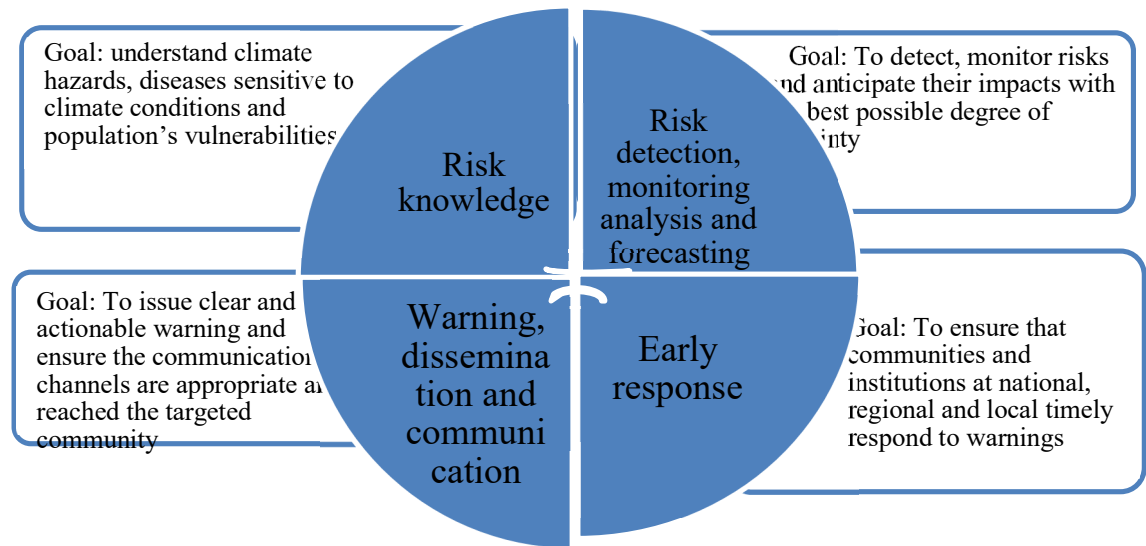 Goal: understand climate
hazards, diseases sensitive to
climate conditions and
population's vulnerabilities
Risk
knowledge
Goal: To detect, monitor risks
anticipate their impacts with
best possible degree of
Risk
detection,
monitoring
analysis and
forecasting
Goal: To issue clear and
actionable warning and
ensure the communication
channels are appropriate
reached the targeted
community
Warning,
dissemina
tion and
communi
cation
Early
response
Goal: To ensure that
communities and
institutions at national,
regional and local timely
respond to warnings